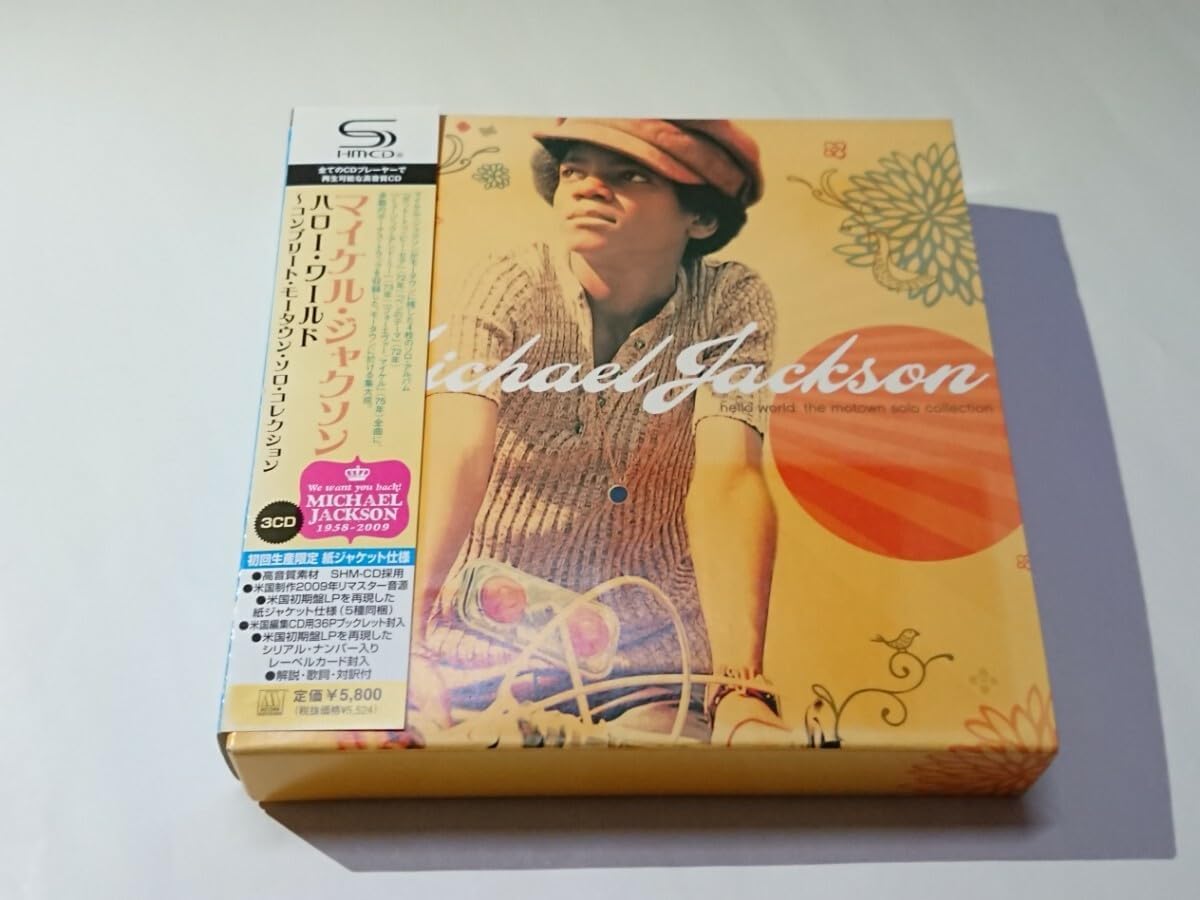 SHM-CD®
全てのCDプレーヤーで
再生可能な高音質CD
マイケル・ジャクソン
ハロー・ワールド
～コンプリート・モータウン・ソロ・コレクション
We want you back!
MICHAEL
JACKSON
1958-2009
3CD
初回生産限定 紙ジャケット仕様
●高音質素材 SHM-CD採用
●米国制作2009年リマスター音源
●米国初期盤LPを再現した
紙ジャケット仕様(5種同梱)
●米国編集CD用36Pブックレット封入
●米国初期盤LPを再現した
シリアル・ナンバー入り
レーベルカード封入
●解説・歌詞・対訳付
定価¥5,800
(税抜価格¥5,524)
ichael Jackson
hello world the motown solo collection